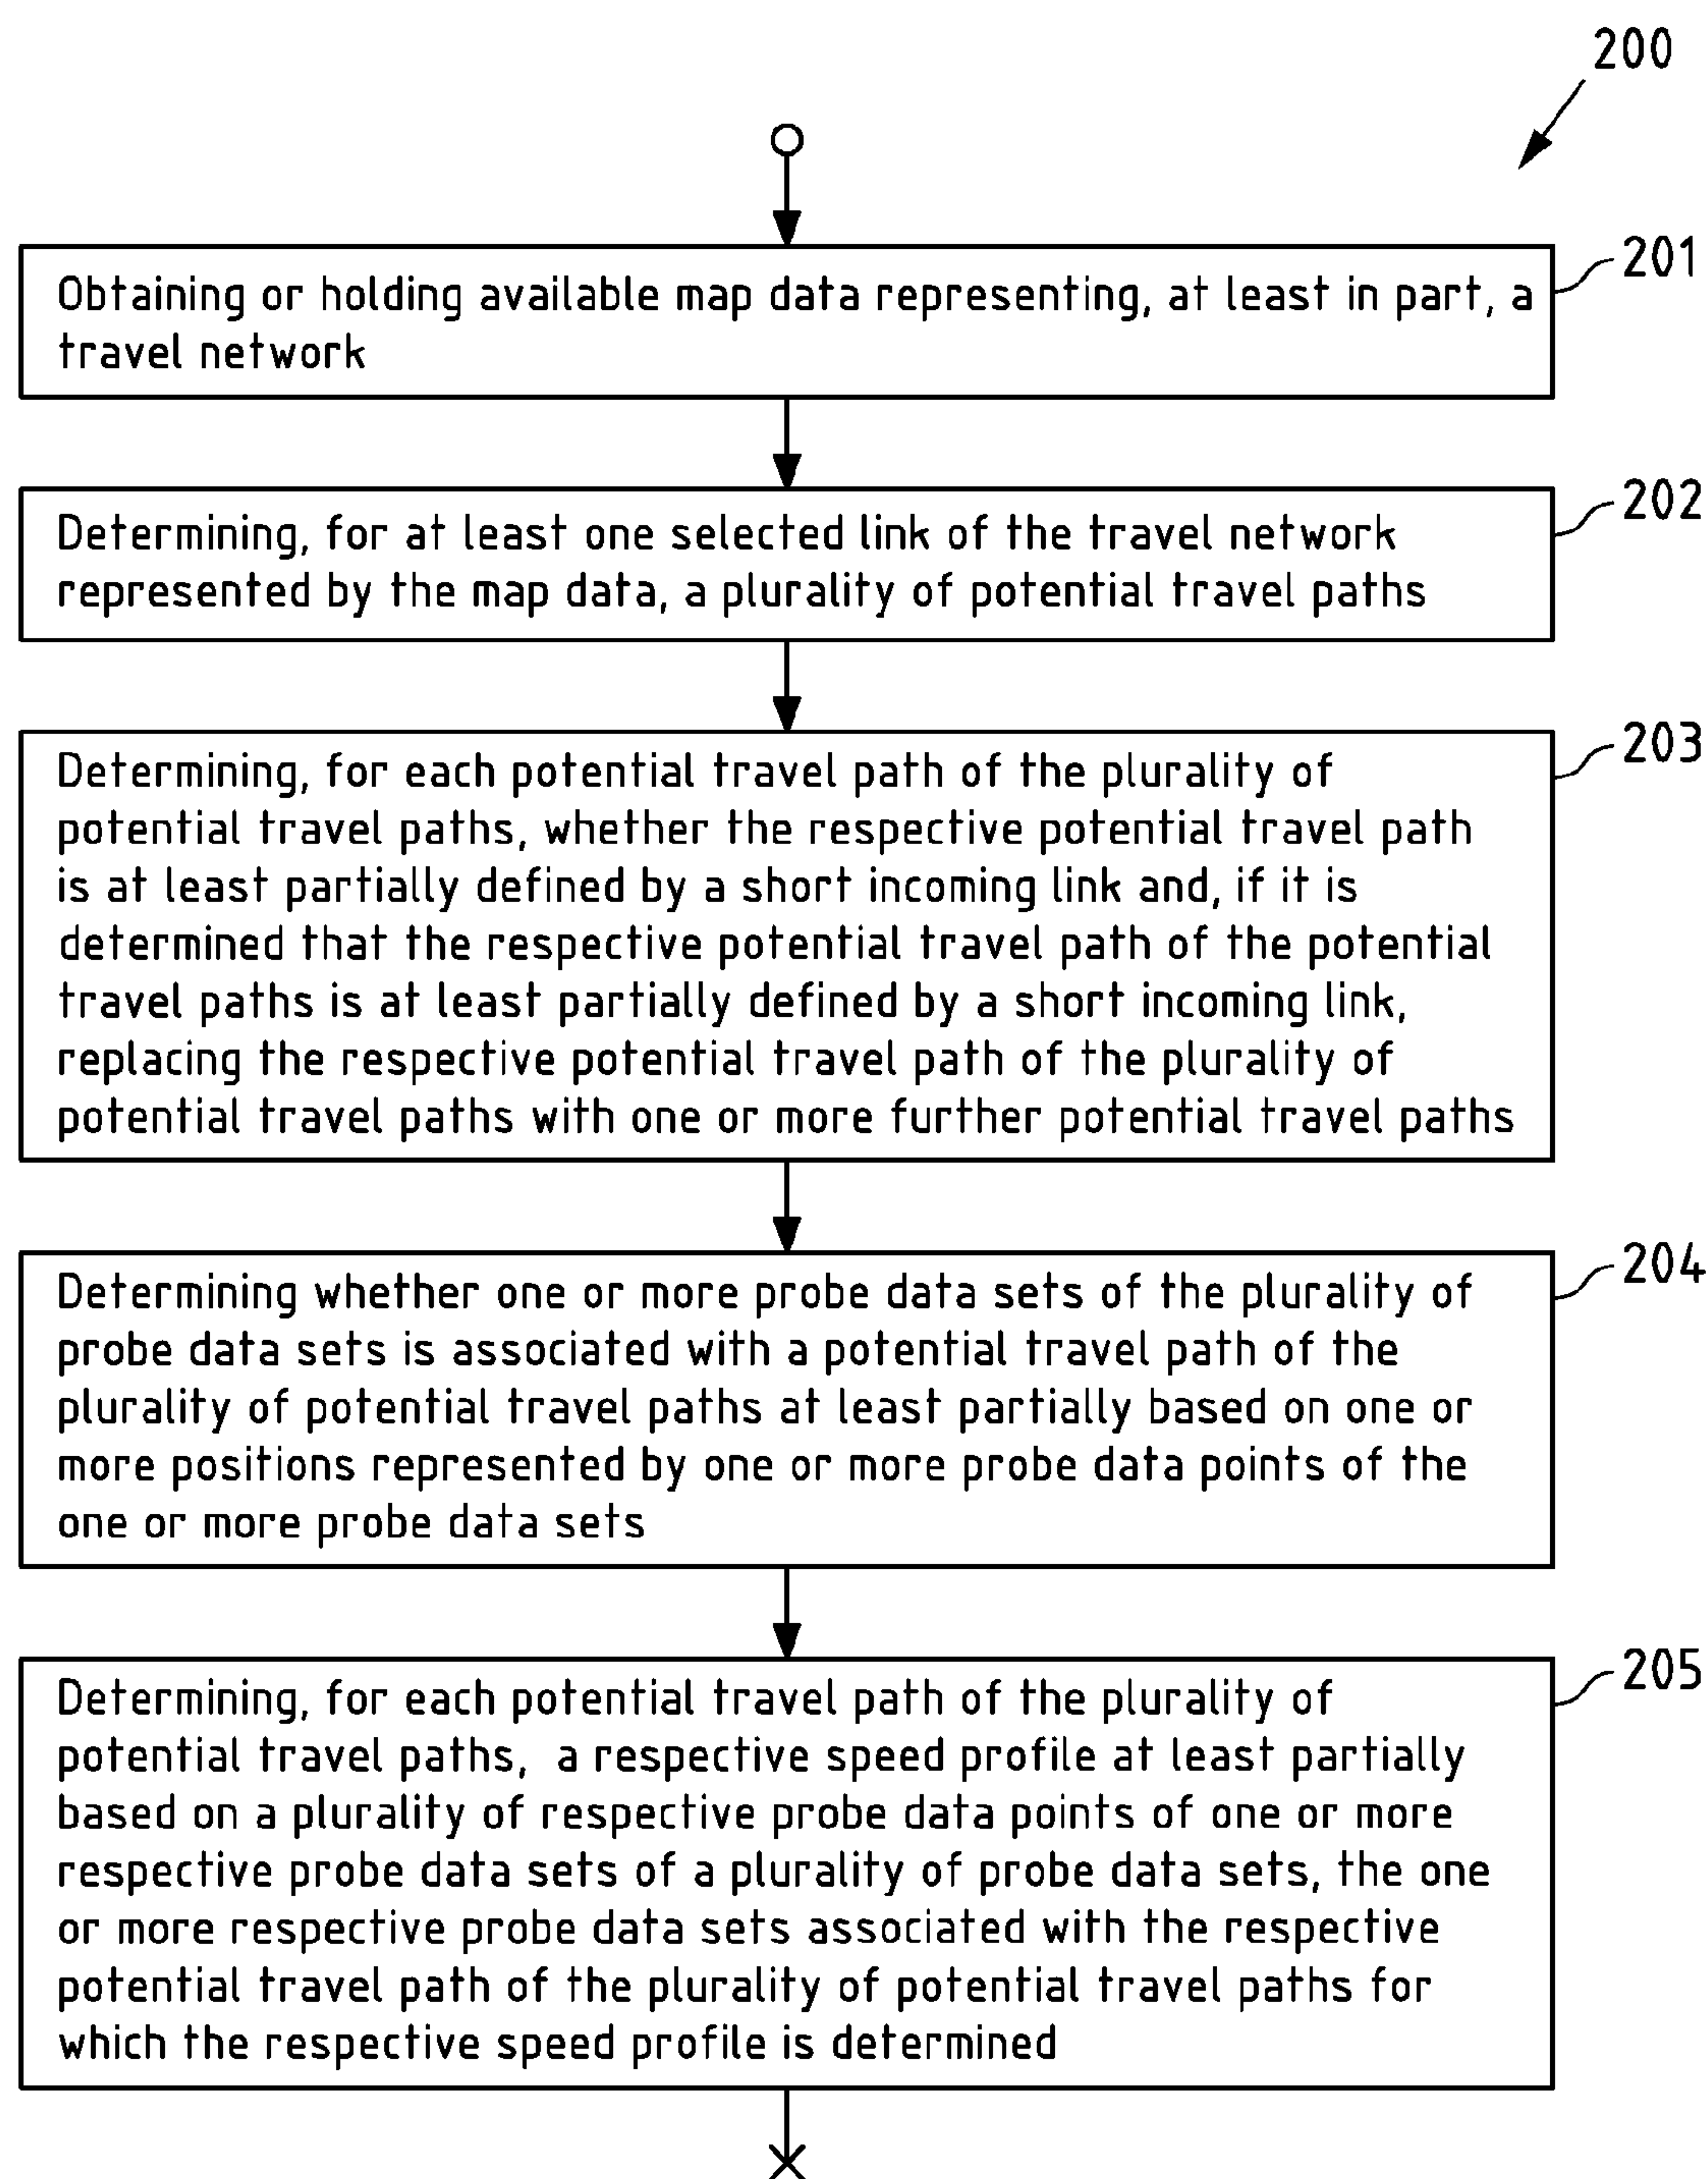 200
201
Obtaining or holding available map data representing, at least in part, a
travel network
202
Determining, for at least one selected link of the travel network
represented by the map data, a plurality of potential travel paths
203
Determining, for each potential travel path of the plurality of
potential travel paths, whether the respective potential travel path
is at least partially defined by a short incoming link and, if it is
determined that the respective potential travel path of the potential
travel paths is at least partially defined by a short incoming link,
replacing the respective potential travel path of the plurality of
potential travel paths with one or more further potential travel paths
204
Determining whether one or more probe data sets of the plurality of
probe data sets is associated with a potential travel path of the
plurality of potential travel paths at least partially based on one or
more positions represented by one or more probe data points of the
one or more probe data sets
205
Determining, for each potential travel path of the plurality of
potential travel paths, a respective speed profile at least partially
based on a plurality of respective probe data points of one or more
respective probe data sets of a plurality of probe data sets, the one
or more respective probe data sets associated with the respective
potential travel path of the plurality of potential travel paths for
which the respective speed profile is determined